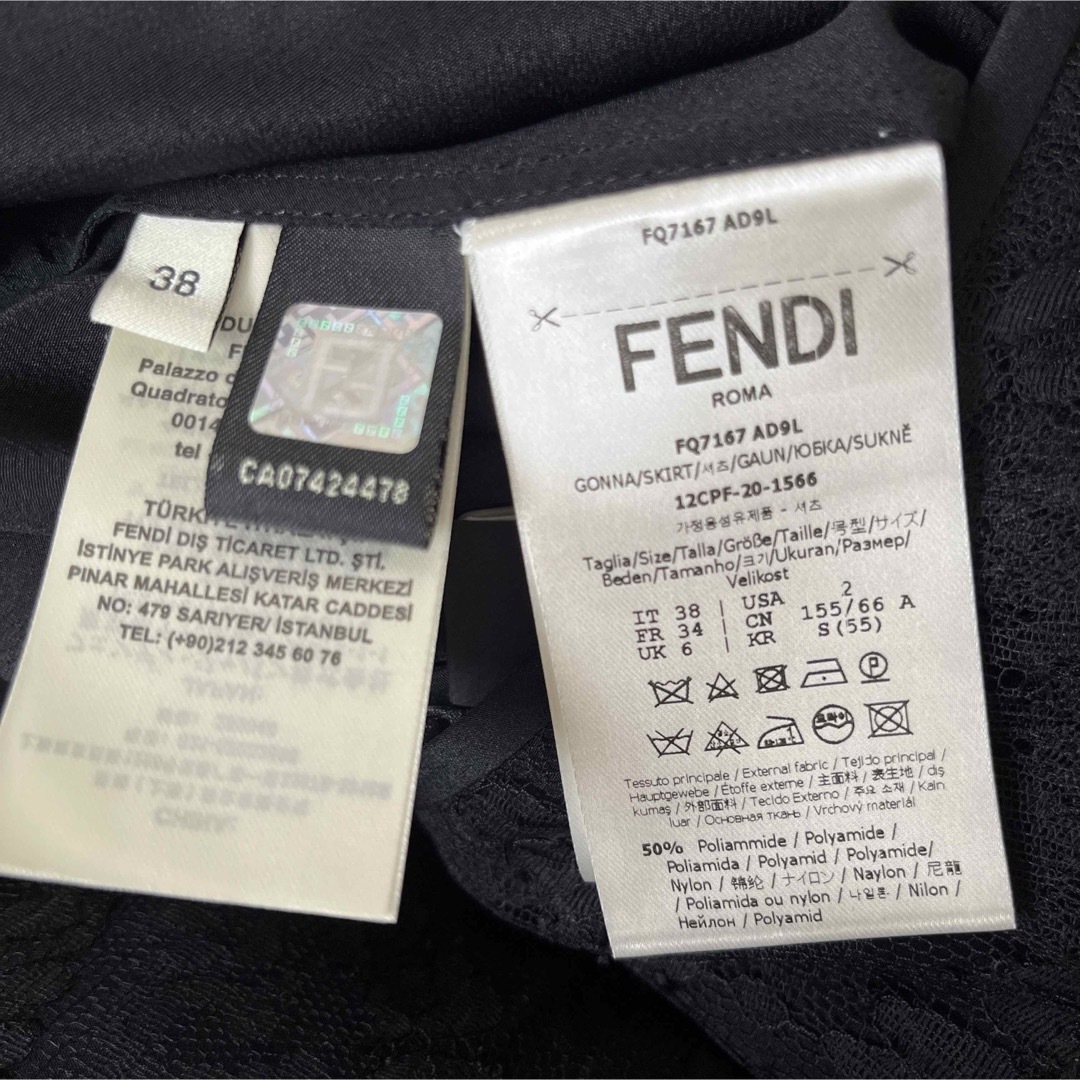 38
DU
F
Palazzo
Quadrato
0014
tel
CA07424478
FENDI DIŞ TİCARET LTD. ŞTİ.
İSTİNYE PARK ALIŞVERİŞ MERKEZİ
PINAR MAHALLESİ KATAR CADDESİ
NO: 479 SARIYER/ İSTANBUL
TEL: (+90)212 345 60 76
FQ7167 AD9L
FENDI
ROMA
FQ7167 AD9L
GONNA/SKIRT/셔츠/GAUN/ЮБКА/SUKNĚ
12CPF-20-1566
가정용섬유제품 - 셔츠
Taglia/Size/Talla/Größe/Taille/号型/サイズ/
Beden/Tamanho/크기/Ukuran/Размер/
Velikost
IT 38 | USA 2
FR 34 | CN 155/66 A
UK 6 | KR S(55)
드라이
Tessuto principale / External fabric / Tejido principal /
Hauptgewebe / Étoffe externe / 主面料 / 表生地 / dış
kumaş / 外部面料 / Tecido Externo / 주요 소재 / Kain
luar / Основная ткань / Vrchový materiál
50% Poliammide / Polyamide /
Poliamida / Polyamid / Polyamide/
Nylon / 锦纶 / ナイロン / Naylon / 尼龍
/ Poliamida ou nylon / 나일론 / Nilon /
Нейлон / Polyamid